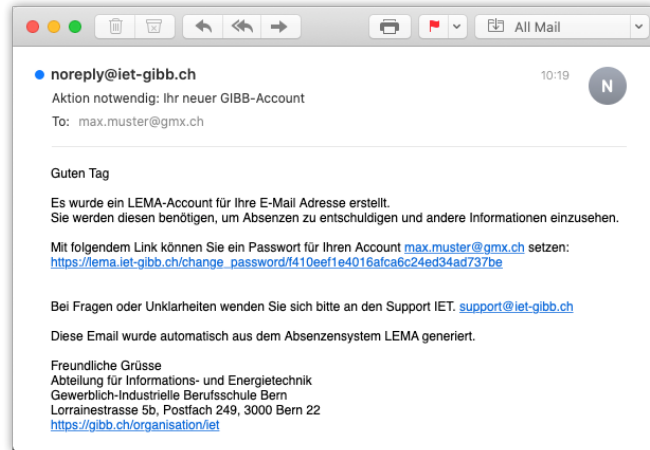 All Mail
noreply@iet-gibb.ch
10:19
N
Aktion notwendig: Ihr neuer GIBB-Account
To: max.muster@gmx.ch
Guten Tag
Es wurde ein LEMA-Account für Ihre E-Mail Adresse erstellt.
Sie werden diesen benötigen, um Absenzen zu entschuldigen und andere Informationen einzusehen.
Mit folgendem Link können Sie ein Passwort für Ihren Account max.muster@gmx.ch setzen:
https://lema.iet-gibb.ch/change_password/f410eef1e4016afca6c24ed34ad737be
Bei Fragen oder Unklarheiten wenden Sie sich bitte an den Support IET. support@iet-gibb.ch
Diese Email wurde automatisch aus dem Absenzensystem LEMA generiert.
Freundliche Grüsse
Abteilung für Informations- und Energietechnik
Gewerblich-Industrielle Berufsschule Bern
Lorrainestrasse 5b, Postfach 249, 3000 Bern 22
https://gibb.ch/organisation/iet